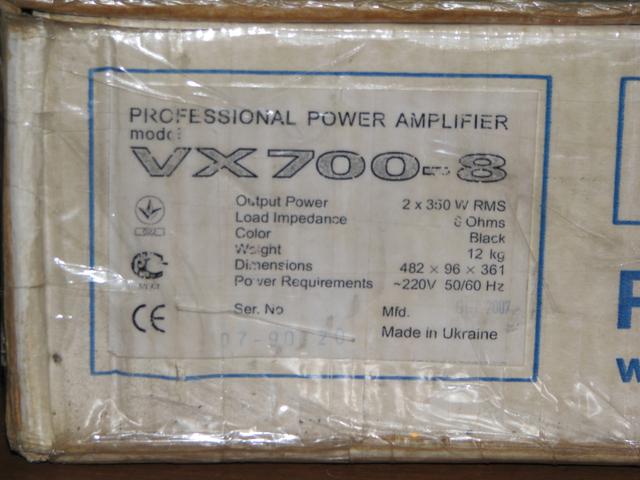 PROFESSIONAL POWER AMPLIFIER
model
VX700-8
Output Power 2 x 350 W RMS
Load Impedance 8 Ohms
Color Black
Weight 12 kg
Dimensions 482 × 96 × 361
Power Requirements ~220V 50/60 Hz
Ser. No Mfd. 2007
Made in Ukraine
CE
P
w